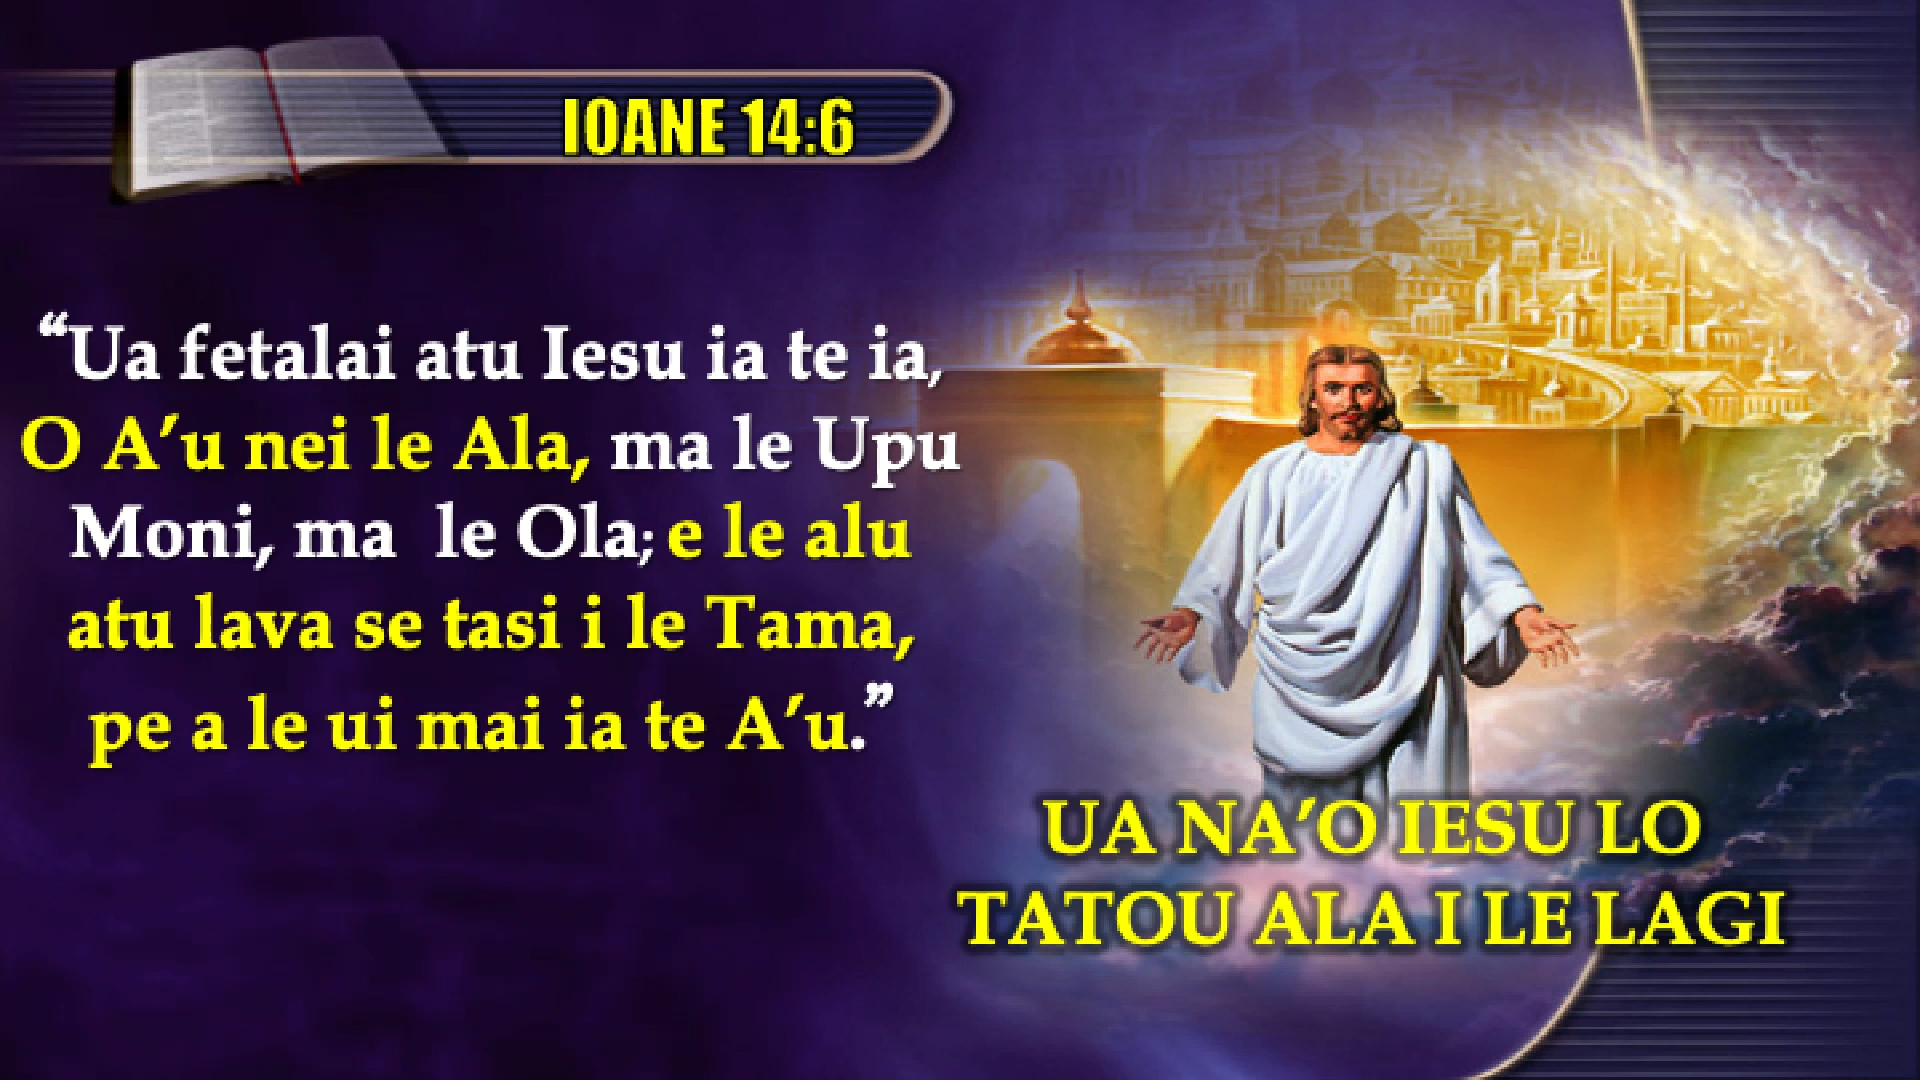 IOANE 14:6
“Ua fetalai atu Iesu ia te ia,
O A’u nei le Ala, ma le Upu
Moni, ma  le Ola; e le alu
atu lava se tasi i le Tama,
pe a le ui mai ia te A’u.”
UA NA’O IESU LO
TATOU ALA I LE LAGI